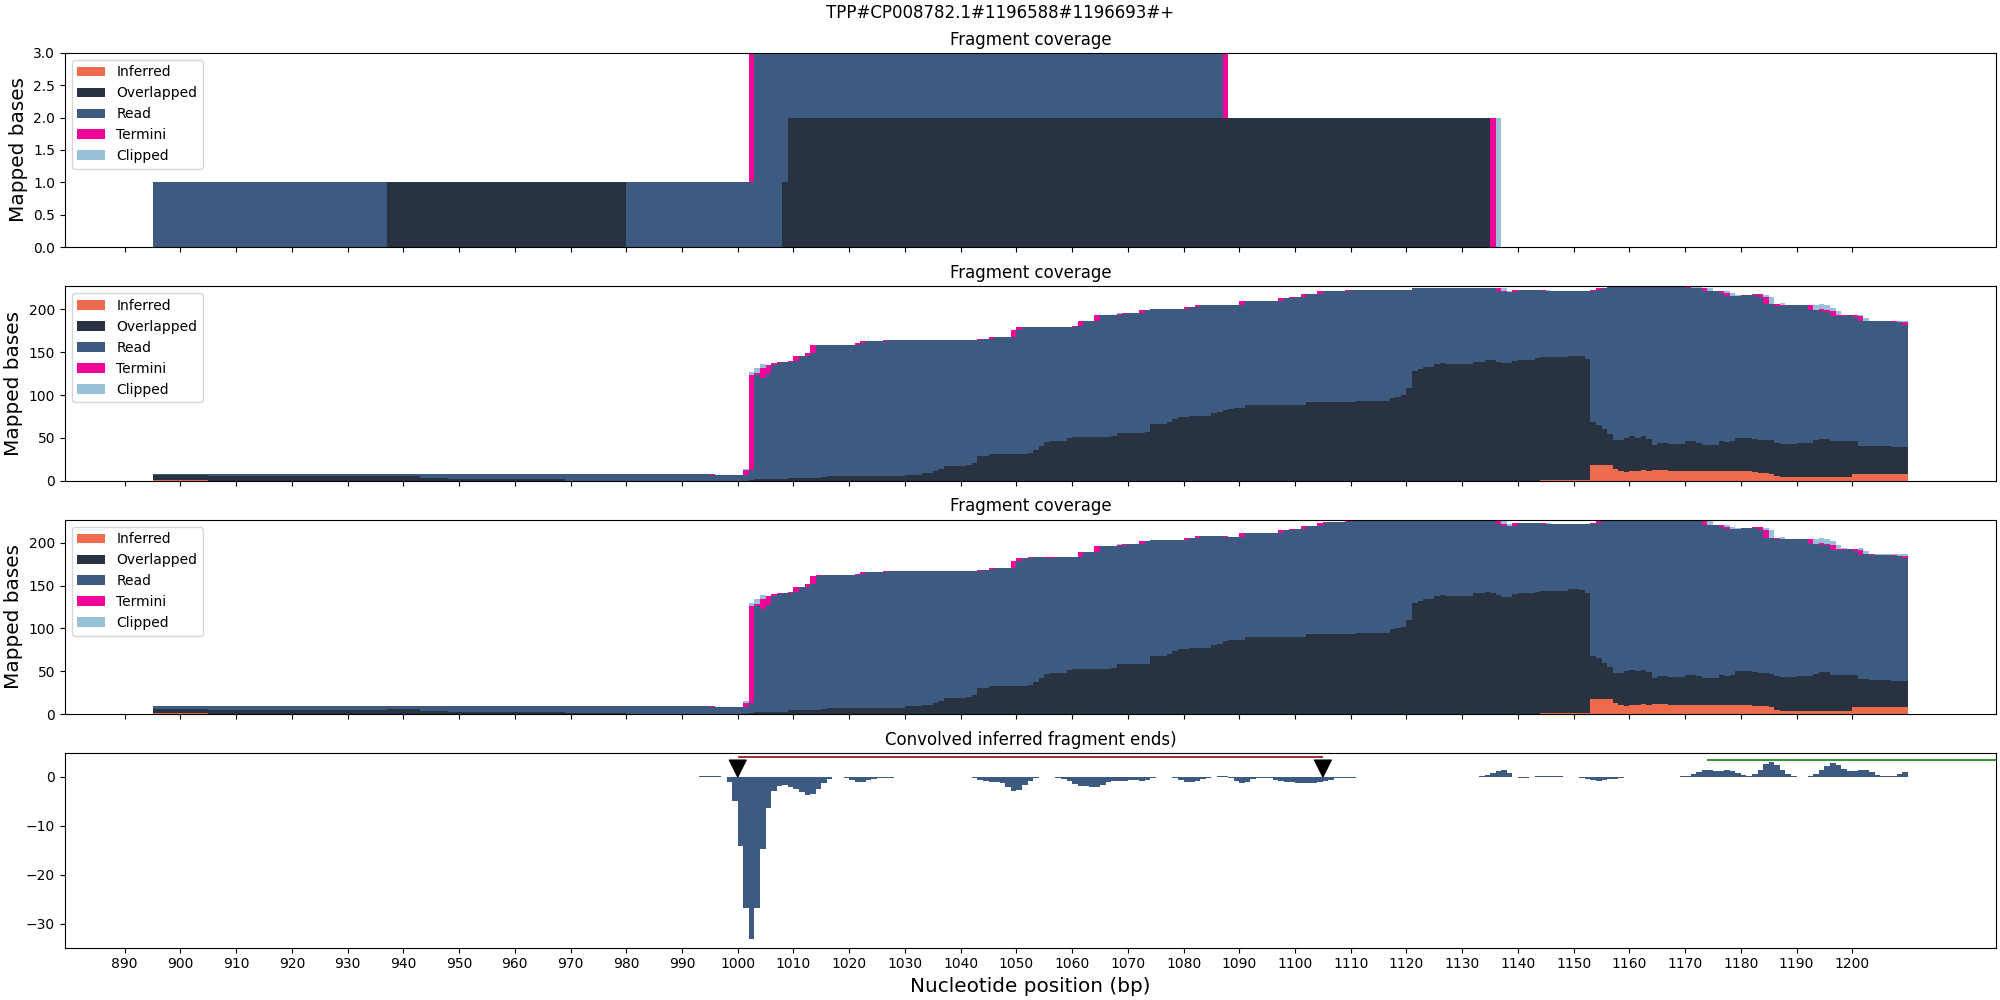 TPP#CP008782.1#1196588#1196693#+
Fragment coverage
Mapped bases
3.0
2.5
2.0
1.5
1.0
0.5
0.0
Inferred
Overlapped
Read
Termini
Clipped
Fragment coverage
Mapped bases
200
150
100
50
0
Inferred
Overlapped
Read
Termini
Clipped
Fragment coverage
Mapped bases
200
150
100
50
0
Inferred
Overlapped
Read
Termini
Clipped
Convolved inferred fragment ends)
0
−10
−20
−30
890 900 910 920 930 940 950 960 970 980 990 1000 1010 1020 1030 1040 1050 1060 1070 1080 1090 1100 1110 1120 1130 1140 1150 1160 1170 1180 1190 1200
Nucleotide position (bp)